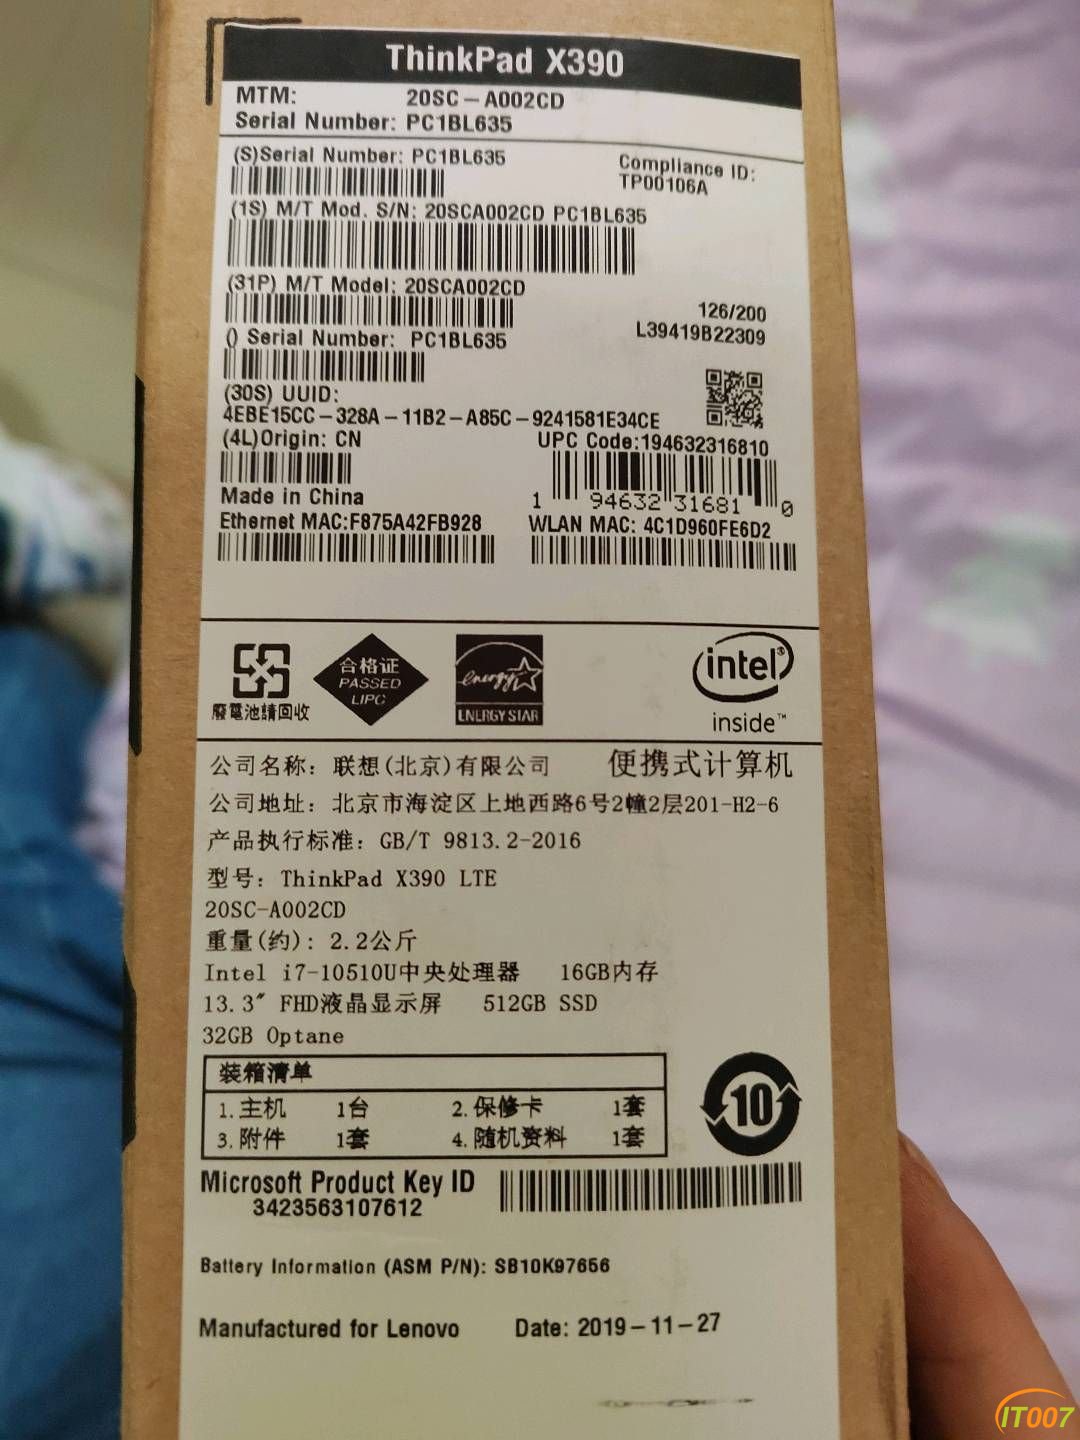 ThinkPad X390
MTM: 20SC-A002CD
Serial Number: PC1BL635
(S)Serial Number: PC1BL635
Compliance ID:
TP00106A
(1S) M/T Mod. S/N: 20SCA002CD PC1BL635
(31P) M/T Model: 20SCA002CD
126/200
L39419B22309
() Serial Number: PC1BL635
(30S) UUID:
4EBE15CC-328A-11B2-A85C-9241581E34CE
(4L)Origin: CN
UPC Code:194632316810
Made in China
1 94632 31681 0
Ethernet MAC:F875A42FB928
WLAN MAC: 4C1D960FE6D2
廢電池請回收
合格证
PASSED
LIPC
energy
ENERGY STAR
intel®
inside™
公司名称: 联想(北京)有限公司 便携式计算机
公司地址: 北京市海淀区上地西路6号2幢2层201-H2-6
产品执行标准: GB/T 9813.2-2016
型号: ThinkPad X390 LTE
20SC-A002CD
重量(约): 2.2公斤
Intel i7-10510U中央处理器 16GB内存
13.3″ FHD液晶显示屏 512GB SSD
32GB Optane
装箱清单
1.主机 1台 2.保修卡 1套
3.附件 1套 4.随机资料 1套
10
Microsoft Product Key ID
3423563107612
Battery Information (ASM P/N): SB10K97656
Manufactured for Lenovo Date: 2019-11-27
IT007